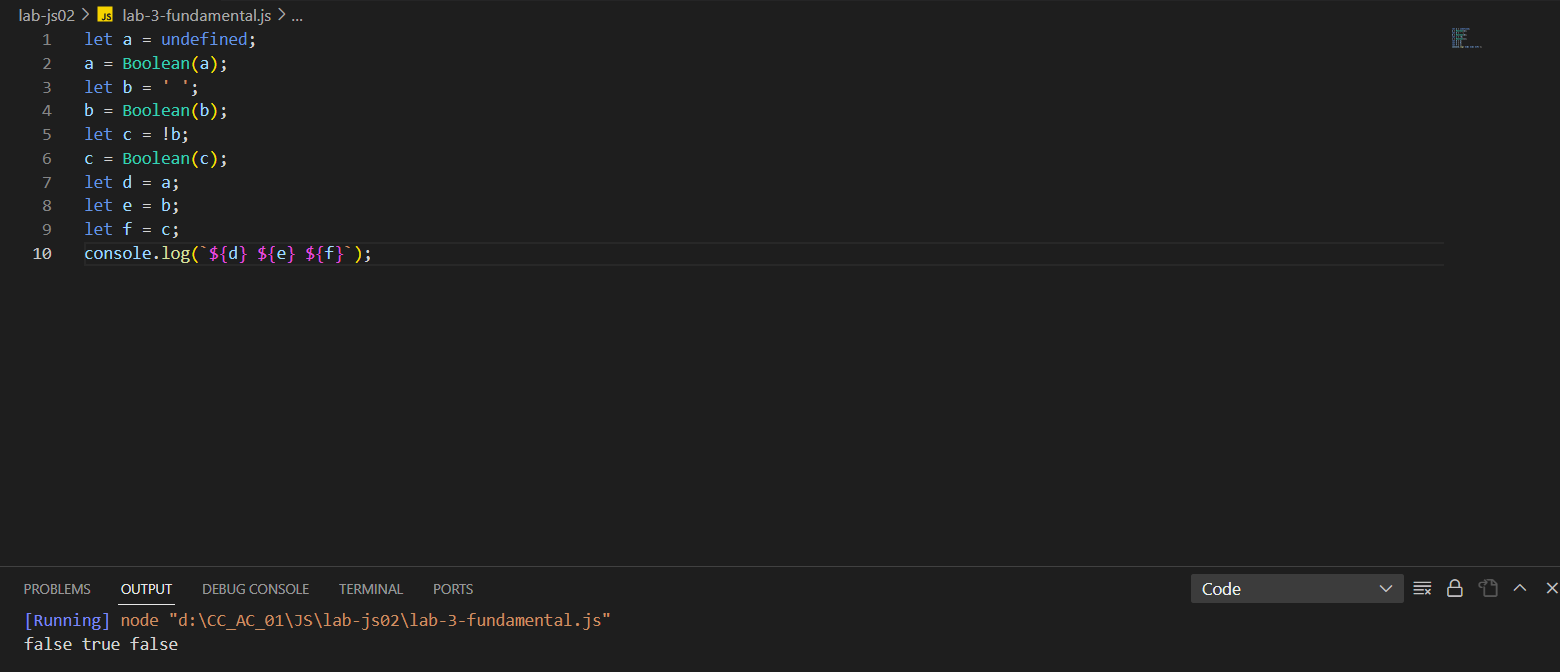 lab-js02 > JS lab-3-fundamental.js > ...
1 let a = undefined;
2 a = Boolean(a);
3 let b = ' ';
4 b = Boolean(b);
5 let c = !b;
6 c = Boolean(c);
7 let d = a;
8 let e = b;
9 let f = c;
10 console.log(`${d} ${e} ${f}`);
PROBLEMS OUTPUT DEBUG CONSOLE TERMINAL PORTS Code
[Running] node "d:\CC_AC_01\JS\lab-js02\lab-3-fundamental.js"
false true false